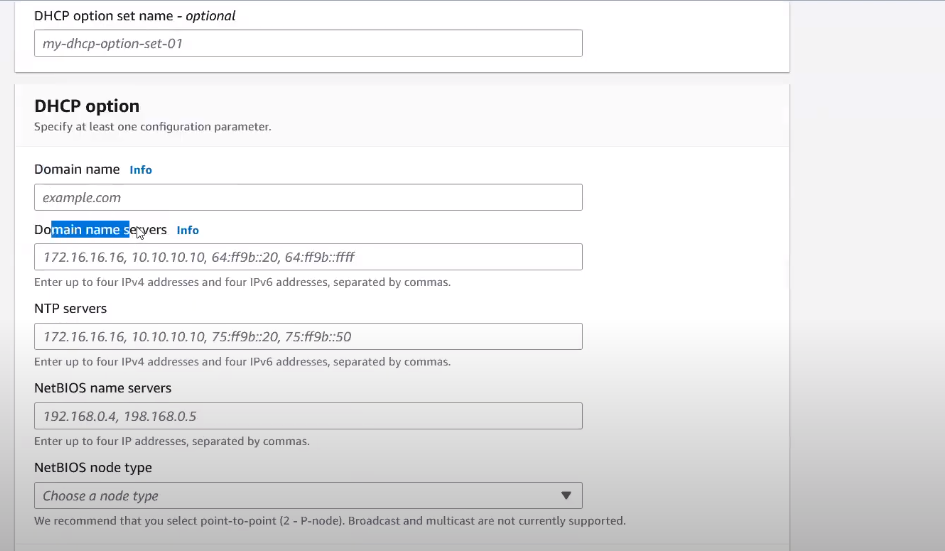 DHCP option set name - optional
my-dhcp-option-set-01
DHCP option
Specify at least one configuration parameter.
Domain name Info
example.com
Domain name servers Info
172.16.16.16, 10.10.10.10, 64:ff9b::20, 64:ff9b::ffff
Enter up to four IPv4 addresses and four IPv6 addresses, separated by commas.
NTP servers
172.16.16.16, 10.10.10.10, 75:ff9b::20, 75:ff9b::50
Enter up to four IPv4 addresses and four IPv6 addresses, separated by commas.
NetBIOS name servers
192.168.0.4, 198.168.0.5
Enter up to four IP addresses, separated by commas.
NetBIOS node type
Choose a node type
We recommend that you select point-to-point (2 - P-node). Broadcast and multicast are not currently supported.